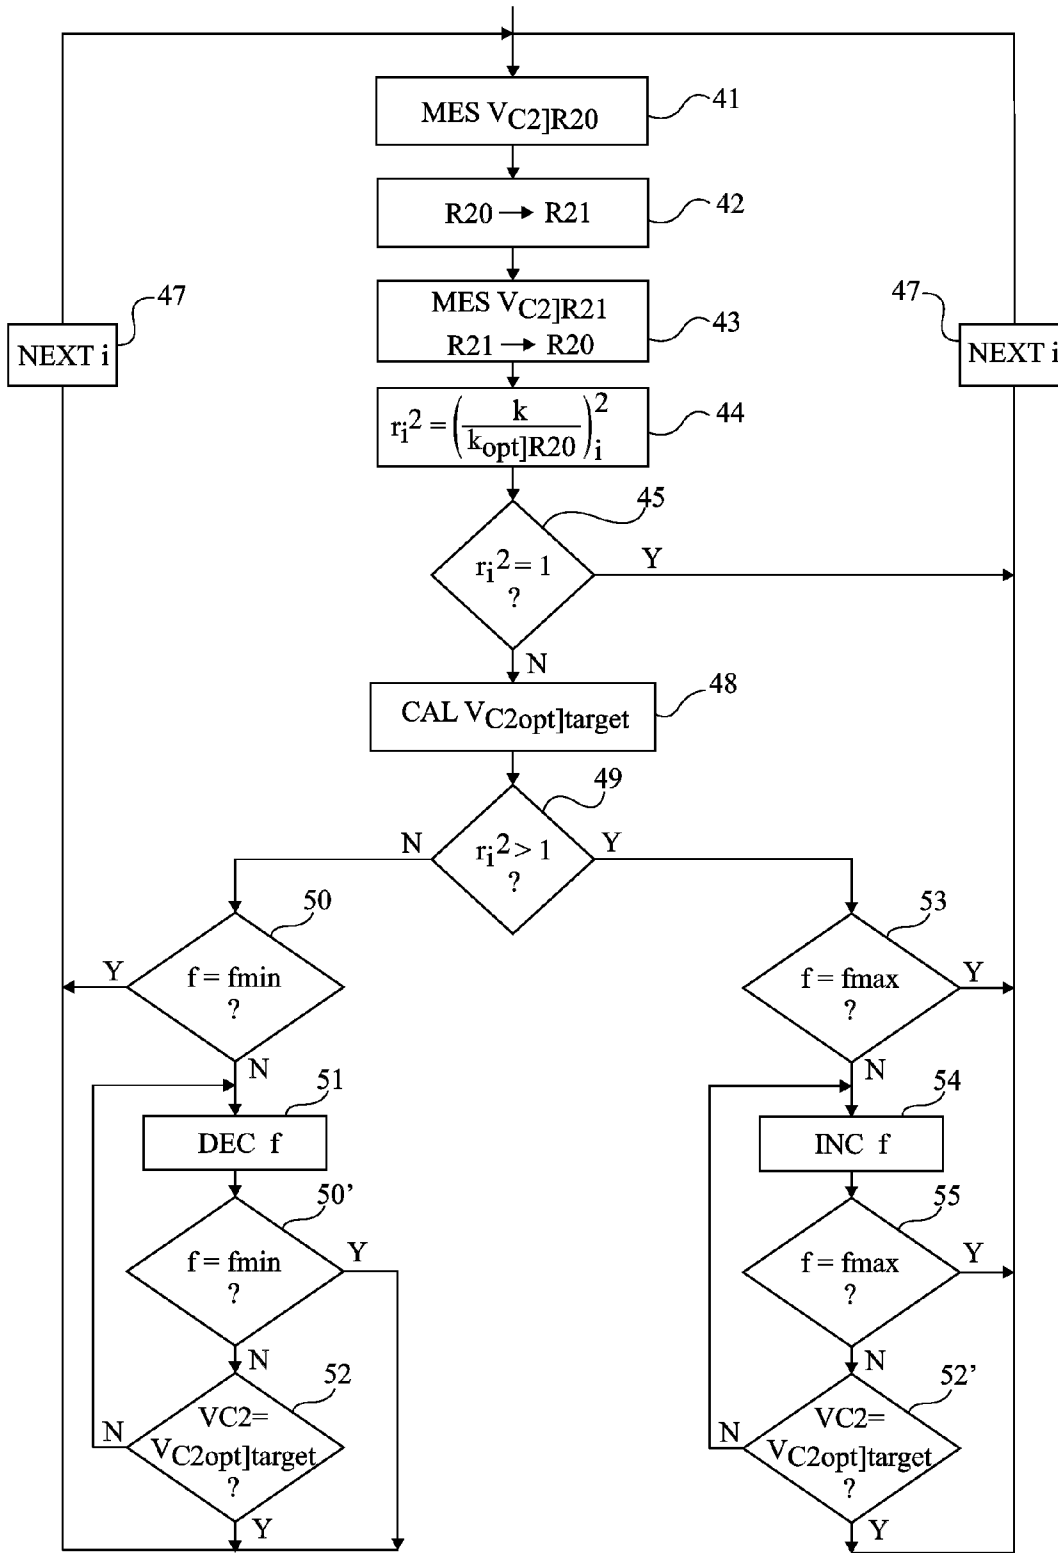 MES VC2]R20
41
R20 → R21
42
MES VC2]R21
R21 → R20
43
47
NEXT i
47
NEXT i
ri² = (k / kopt]R20)i²
44
45
ri² = 1
?
Y
N
CAL VC2opt]target
48
49
N
ri² > 1
?
Y
50
Y
f = fmin
?
N
53
f = fmax
?
Y
N
51
DEC f
54
INC f
50’
f = fmin
?
Y
N
55
f = fmax
?
Y
N
52
N
VC2=
VC2opt]target
?
Y
52’
N
VC2=
VC2opt]target
?
Y